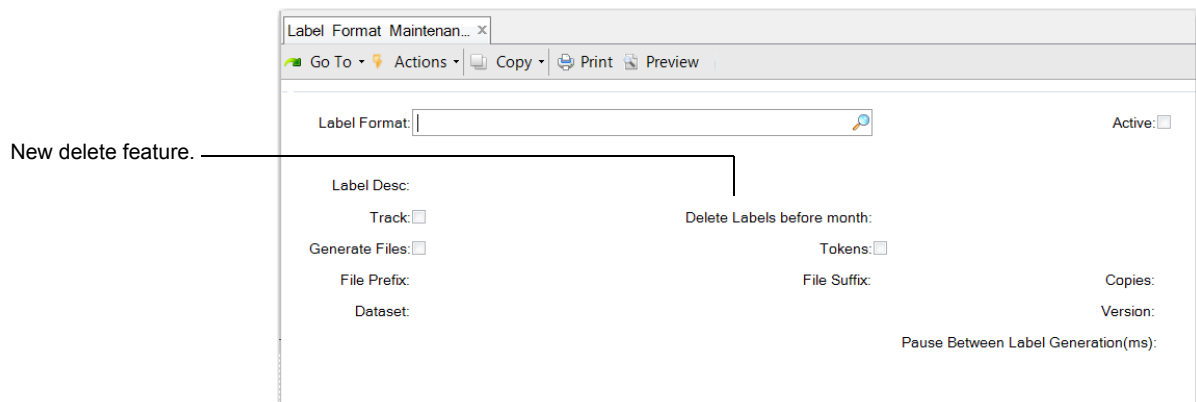 Label Format Maintenan... x
Go To Actions Copy Print Preview
Label Format: Active:
New delete feature.
Label Desc:
Track: Delete Labels before month:
Generate Files: Tokens:
File Prefix: File Suffix: Copies:
Dataset: Version:
Pause Between Label Generation(ms):